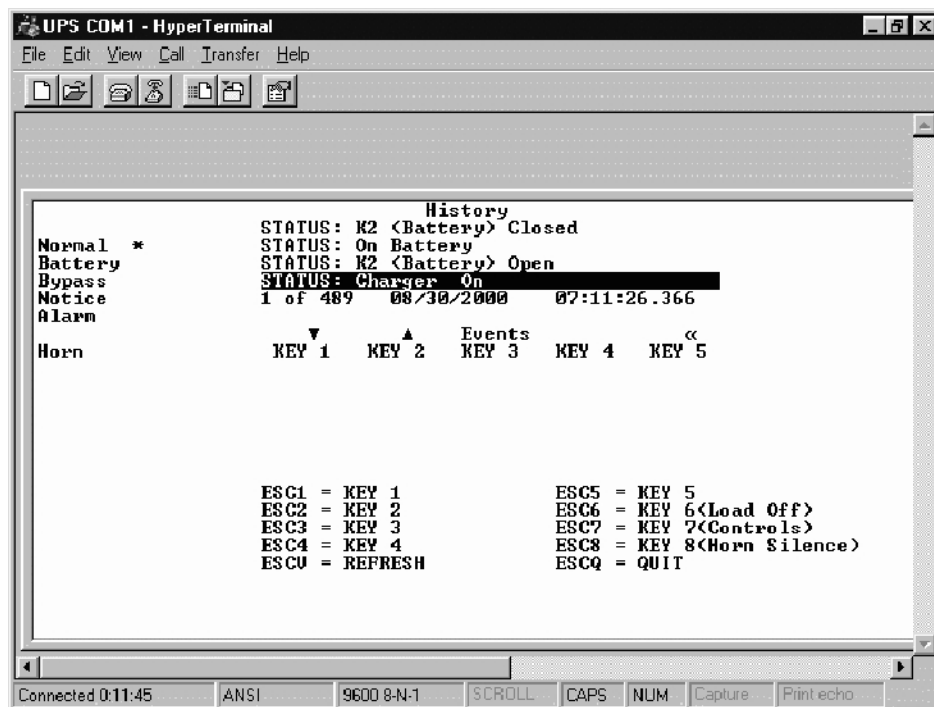 UPS COM1 - HyperTerminal
File Edit View Call Transfer Help
History
STATUS: K2 (Battery) Closed
Normal * STATUS: On Battery
Battery STATUS: K2 (Battery) Open
Bypass STATUS: Charger On
Notice 1 of 489 08/30/2000 07:11:26.366
Alarm
▼ ▲ Events «
Horn KEY 1 KEY 2 KEY 3 KEY 4 KEY 5
ESC1 = KEY 1 ESC5 = KEY 5
ESC2 = KEY 2 ESC6 = KEY 6(Load Off)
ESC3 = KEY 3 ESC7 = KEY 7(Controls)
ESC4 = KEY 4 ESC8 = KEY 8(Horn Silence)
ESCV = REFRESH ESCQ = QUIT
Connected 0:11:45 ANSI 9600 8-N-1 SCROLL CAPS NUM Capture Print echo